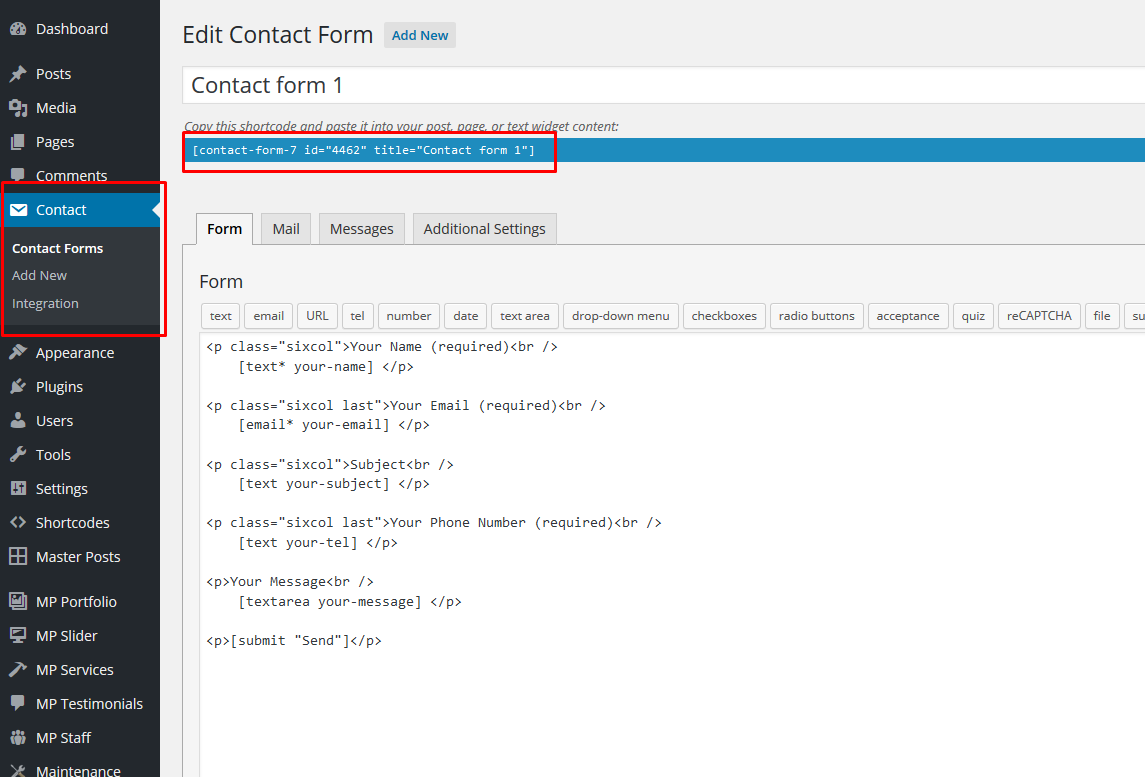 Dashboard
Posts
Media
Pages
Comments
Contact
Contact Forms
Add New
Integration
Appearance
Plugins
Users
Tools
Settings
Shortcodes
Master Posts
MP Portfolio
MP Slider
MP Services
MP Testimonials
MP Staff
Maintenance
Edit Contact Form Add New
Contact form 1
Copy this shortcode and paste it into your post, page, or text widget content:
[contact-form-7 id="4462" title="Contact form 1"]
Form Mail Messages Additional Settings
Form
text email URL tel number date text area drop-down menu checkboxes radio buttons acceptance quiz reCAPTCHA file su
<p class="sixcol">Your Name (required)<br />
[text* your-name] </p>
<p class="sixcol last">Your Email (required)<br />
[email* your-email] </p>
<p class="sixcol">Subject<br />
[text your-subject] </p>
<p class="sixcol last">Your Phone Number (required)<br />
[text your-tel] </p>
<p>Your Message<br />
[textarea your-message] </p>
<p>[submit "Send"]</p>